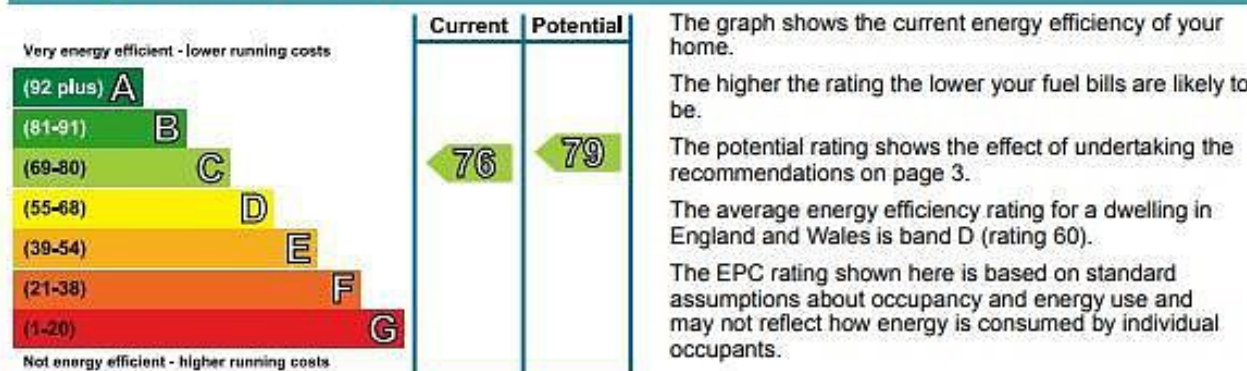 Current Potential
Very energy efficient - lower running costs
(92 plus) A
(81-91) B
(69-80) C
(55-68) D
(39-54) E
(21-38) F
(1-20) G
Not energy efficient - higher running costs
76
79
The graph shows the current energy efficiency of your
home.
The higher the rating the lower your fuel bills are likely to
be.
The potential rating shows the effect of undertaking the
recommendations on page 3.
The average energy efficiency rating for a dwelling in
England and Wales is band D (rating 60).
The EPC rating shown here is based on standard
assumptions about occupancy and energy use and
may not reflect how energy is consumed by individual
occupants.